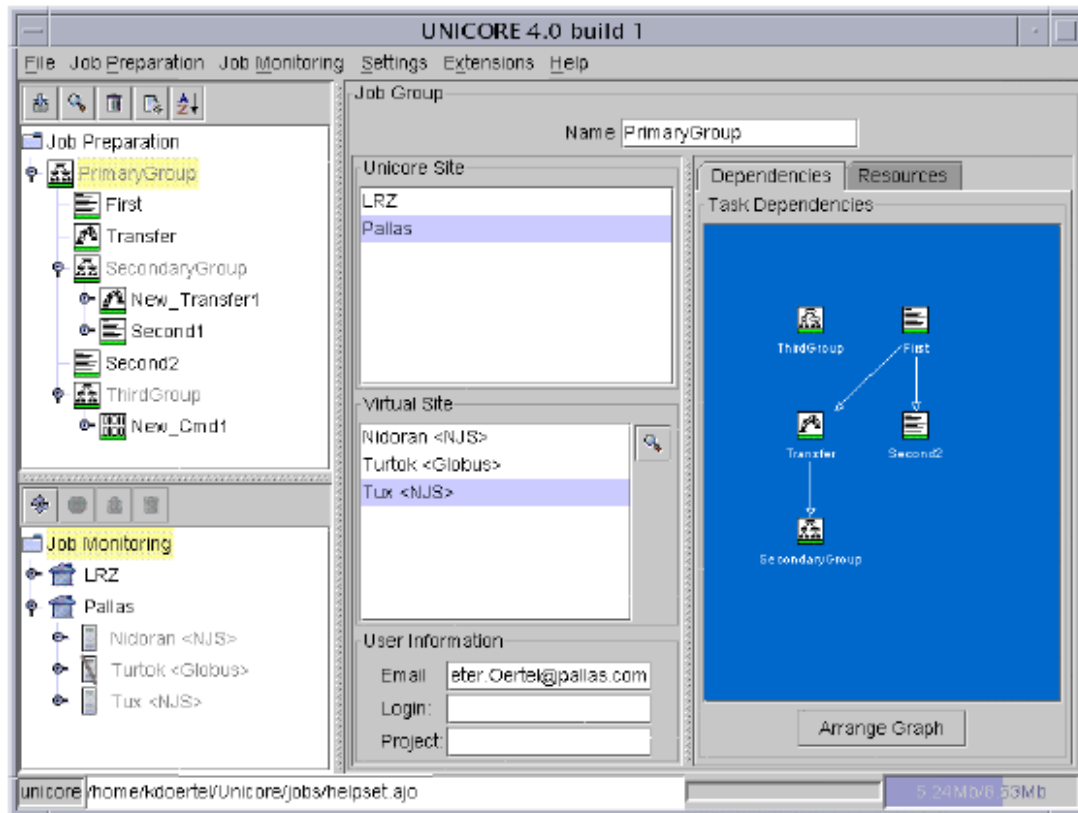 UNICORE 4.0 build 1
File Job Preparation Job Monitoring Settings Extensions Help
Job Preparation
PrimaryGroup
First
Transfer
SecondaryGroup
New_Transfer1
Second1
Second2
ThirdGroup
New_Cmd1
Job Monitoring
LRZ
Pallas
Nidoran <NJS>
Turtok <Globus>
Tux <NJS>
Job Group
Name PrimaryGroup
Unicore Site
LRZ
Pallas
Virtual Site
Nidoran <NJS>
Turtok <Globus>
Tux <NJS>
User Information
Email eter.Oertel@pallas.com
Login:
Project:
Dependencies Resources
Task Dependencies
ThirdGroup First
Transfer Second2
SecondaryGroup
Arrange Graph
unicore /home/kdoertel/Unicore/jobs/helpset.ajo
5.24Mb/8.63Mb